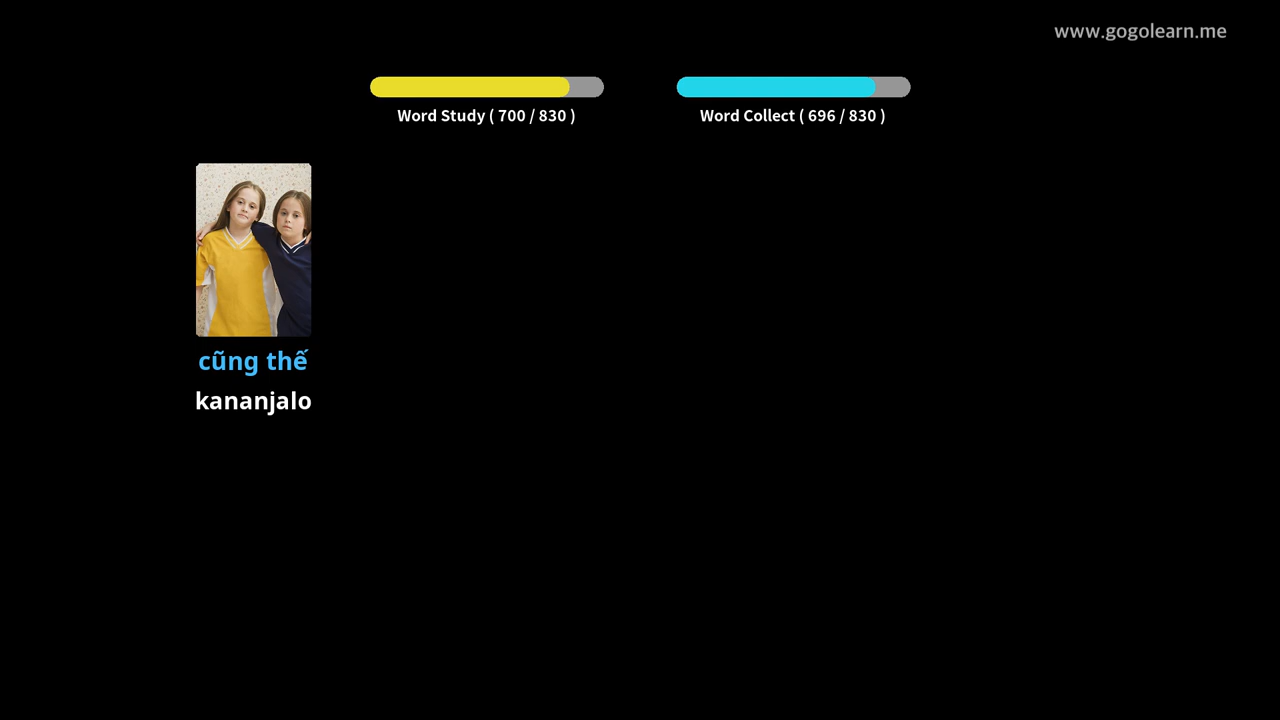 www.gogolearn.me
Word Study ( 700 / 830 )
Word Collect ( 696 / 830 )
cũng thế
kananjalo